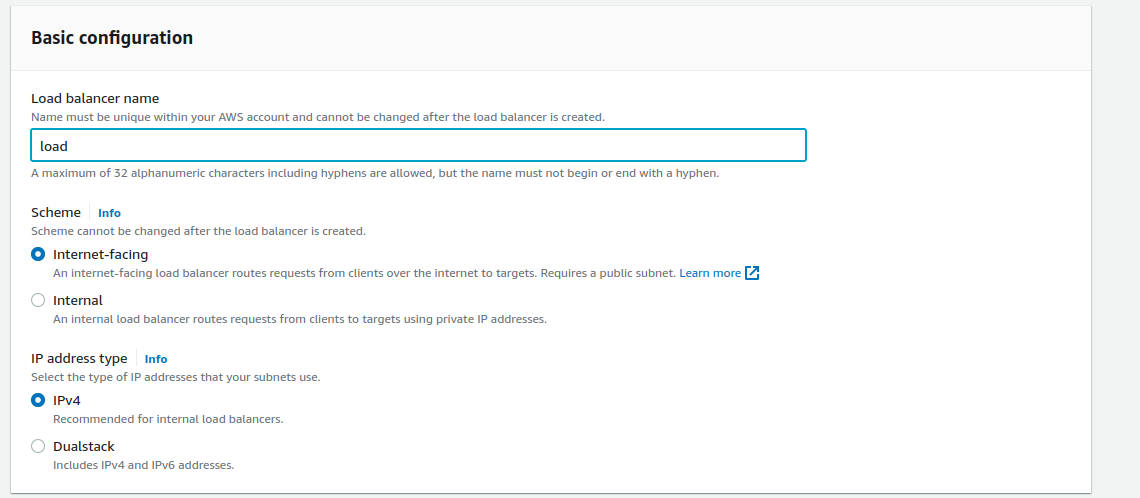 Basic configuration
Load balancer name
Name must be unique within your AWS account and cannot be changed after the load balancer is created.
load
A maximum of 32 alphanumeric characters including hyphens are allowed, but the name must not begin or end with a hyphen.
Scheme Info
Scheme cannot be changed after the load balancer is created.
Internet-facing
An internet-facing load balancer routes requests from clients over the internet to targets. Requires a public subnet. Learn more
Internal
An internal load balancer routes requests from clients to targets using private IP addresses.
IP address type Info
Select the type of IP addresses that your subnets use.
IPv4
Recommended for internal load balancers.
Dualstack
Includes IPv4 and IPv6 addresses.